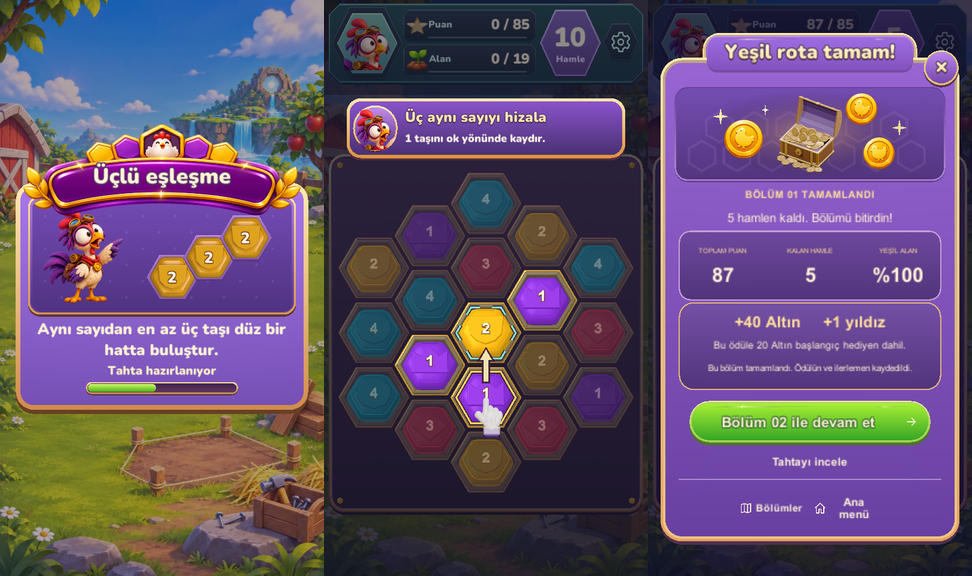 Üçlü eşleşme
2
2
2
Aynı sayıdan en az üç taşı düz bir
hatta buluştur.
Tahta hazırlanıyor
Puan 0 / 85
Alan 0 / 19
10
Hamle
Üç aynı sayıyı hizala
1 taşını ok yönünde kaydır.
4
1 2
2 3 4
4 1
4 2 3
1 2
4 1 1
3 3
2
Puan 87 / 85
Yeşil rota tamam!
BÖLÜM 01 TAMAMLANDI
5 hamlen kaldı. Bölümü bitirdin!
TOPLAM PUAN KALAN HAMLE YEŞİL ALAN
87 5 %100
+40 Altın +1 yıldız
Bu ödüle 20 Altın başlangıç hediyen dahil.
Bu bölüm tamamlandı. Ödülün ve ilerlemen kaydedildi.
Bölüm 02 ile devam et →
Tahtayı incele
Bölümler
Ana
menü